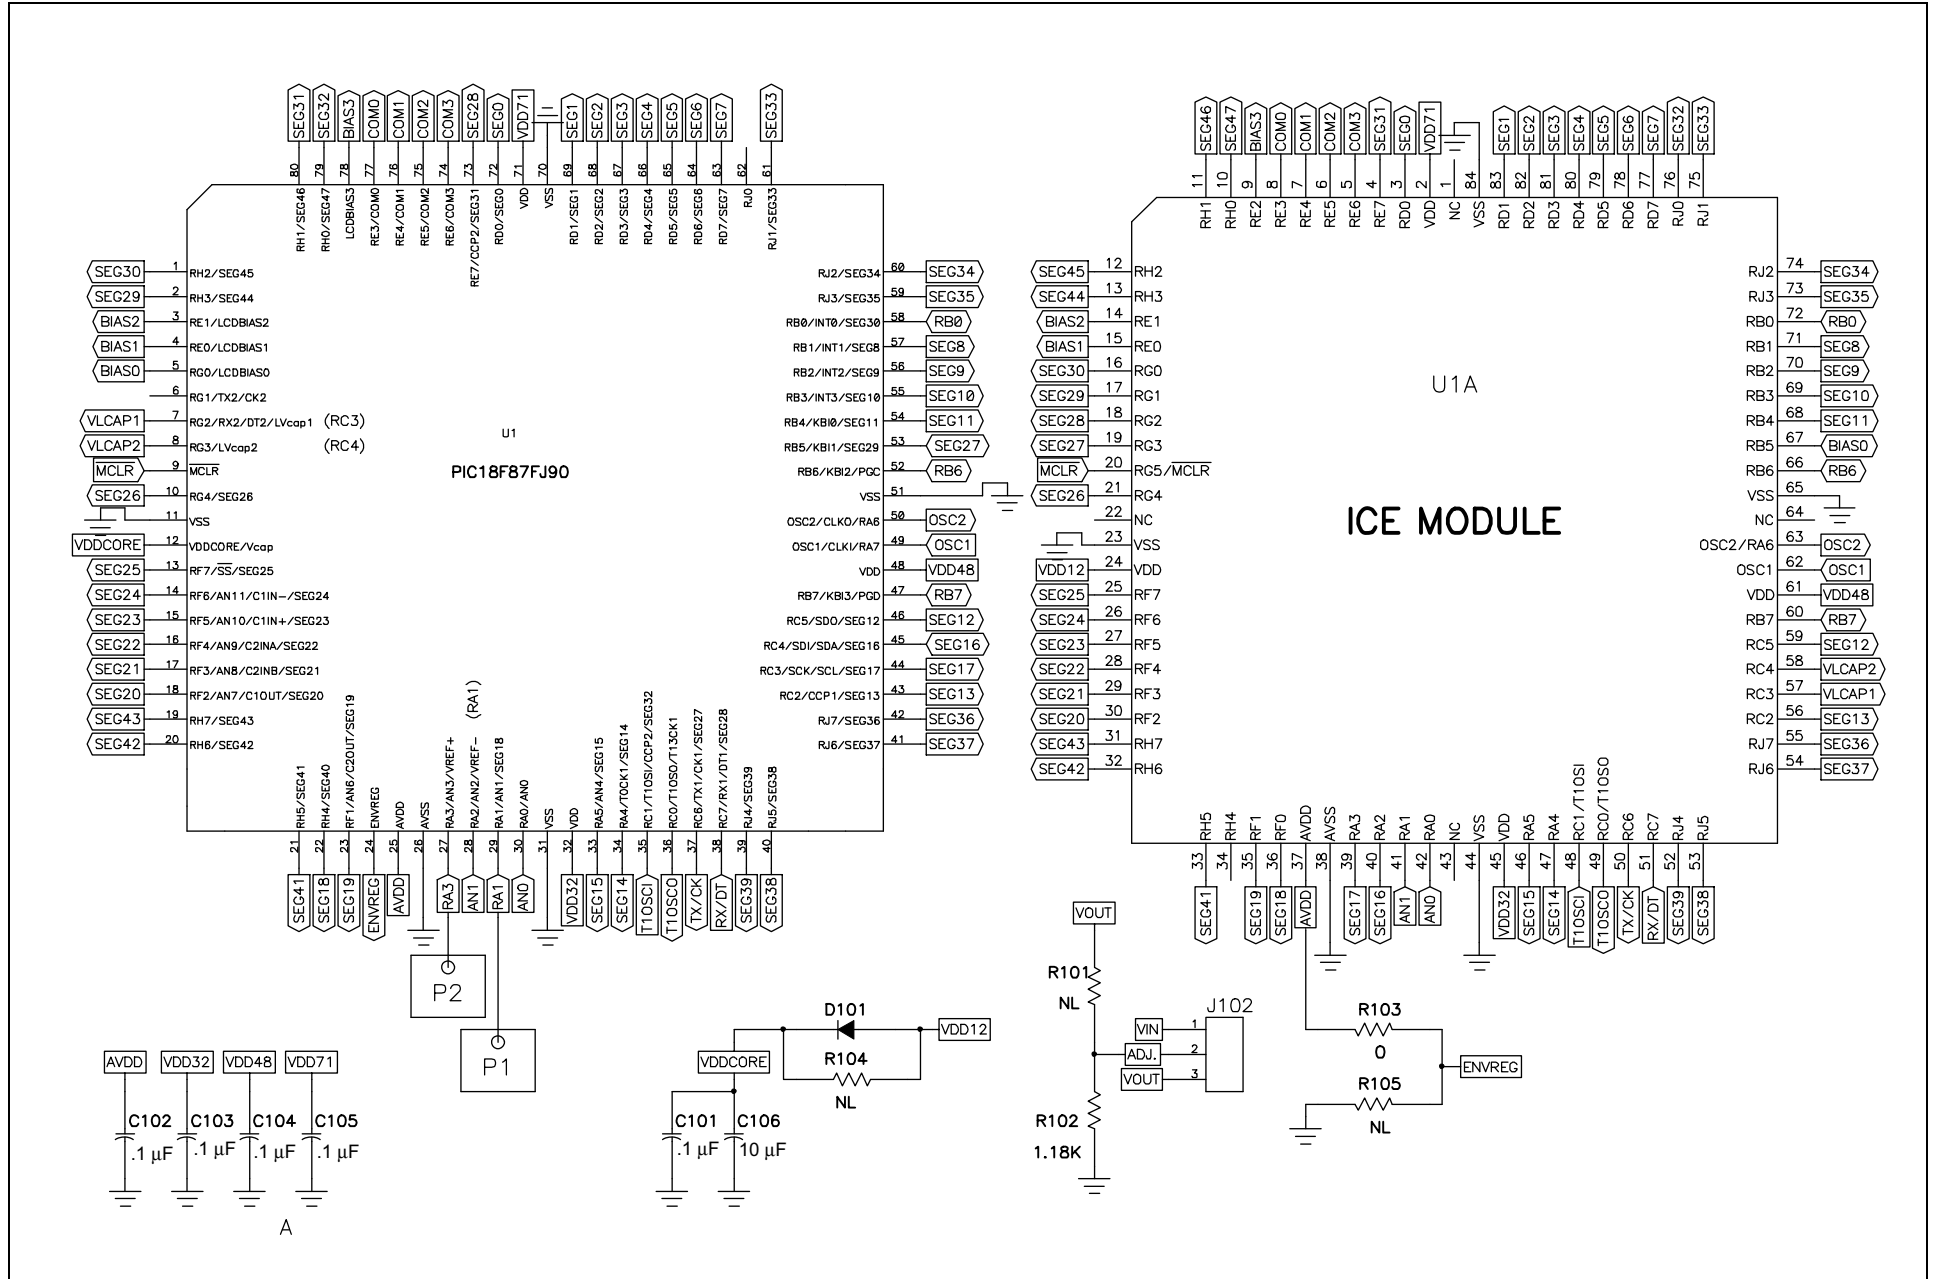 SEG31 SEG32 BIAS3 COM0 COM1 COM2 COM3 SEG28 SEG0 VDD71 SEG1 SEG2 SEG3 SEG4 SEG5 SEG6 SEG7 SEG33
80 79 78 77 76 75 74 73 72 71 70 69 68 67 66 65 64 63 62 61
RH1/SEG46 RH0/SEG47 LCDBIAS3 RE3/COM0 RE4/COM1 RE5/COM2 RE6/COM3 RE7/CCP2/SEG31 RD0/SEG0 VDD VSS RD1/SEG1 RD2/SEG2 RD3/SEG3 RD4/SEG4 RD5/SEG5 RD6/SEG6 RD7/SEG7 RJ0 RJ1/SEG33
SEG30 1 RH2/SEG45
SEG29 2 RH3/SEG44
BIAS2 3 RE1/LCDBIAS2
BIAS1 4 RE0/LCDBIAS1
BIAS0 5 RG0/LCDBIAS0
6 RG1/TX2/CK2
VLCAP1 7 RG2/RX2/DT2/LVcap1 (RC3)
VLCAP2 8 RG3/LVcap2 (RC4)
MCLR 9 MCLR
SEG26 10 RG4/SEG26
11 VSS
VDDCORE 12 VDDCORE/Vcap
SEG25 13 RF7/SS/SEG25
SEG24 14 RF6/AN11/C1IN-/SEG24
SEG23 15 RF5/AN10/C1IN+/SEG23
SEG22 16 RF4/AN9/C2INA/SEG22
SEG21 17 RF3/AN8/C2INB/SEG21
SEG20 18 RF2/AN7/C1OUT/SEG20
SEG43 19 RH7/SEG43
SEG42 20 RH6/SEG42
U1
PIC18F87FJ90
RJ2/SEG34 60 SEG34
RJ3/SEG35 59 SEG35
RB0/INT0/SEG30 58 RB0
RB1/INT1/SEG8 57 SEG8
RB2/INT2/SEG9 56 SEG9
RB3/INT3/SEG10 55 SEG10
RB4/KBI0/SEG11 54 SEG11
RB5/KBI1/SEG29 53 SEG27
RB6/KBI2/PGC 52 RB6
VSS 51
OSC2/CLKO/RA6 50 OSC2
OSC1/CLKI/RA7 49 OSC1
VDD 48 VDD48
RB7/KBI3/PGD 47 RB7
RC5/SDO/SEG12 46 SEG12
RC4/SDI/SDA/SEG16 45 SEG16
RC3/SCK/SCL/SEG17 44 SEG17
RC2/CCP1/SEG13 43 SEG13
RJ7/SEG36 42 SEG36
RJ6/SEG37 41 SEG37
(RA1)
RH5/SEG41 RH4/SEG40 RF1/AN6/C2OUT/SEG19 ENVREG AVDD AVSS RA3/AN3/VREF+ RA2/AN2/VREF- RA1/AN1/SEG18 RA0/AN0 VSS VDD RA5/AN4/SEG15 RA4/T0CK1/SEG14 RC1/T1OSI/CCP2/SEG32 RC0/T1OSO/T13CK1 RC6/TX1/CK1/SEG27 RC7/RX1/DT1/SEG28 RJ4/SEG39 RJ5/SEG38
21 22 23 24 25 26 27 28 29 30 31 32 33 34 35 36 37 38 39 40
SEG41 SEG18 SEG19 ENVREG AVDD RA3 AN1 RA1 AN0 VDD32 SEG15 SEG14 T1OSCI T1OSCO TX/CK RX/DT SEG39 SEG38
P2
P1
SEG46 SEG47 BIAS3 COM0 COM1 COM2 COM3 SEG31 SEG0 VDD71 SEG1 SEG2 SEG3 SEG4 SEG5 SEG6 SEG7 SEG32 SEG33
11 10 9 8 7 6 5 4 3 2 1 84 83 82 81 80 79 78 77 76 75
RH1 RH0 RE2 RE3 RE4 RE5 RE6 RE7 RD0 VDD NC VSS RD1 RD2 RD3 RD4 RD5 RD6 RD7 RJ0 RJ1
SEG45 12 RH2
SEG44 13 RH3
BIAS2 14 RE1
BIAS1 15 RE0
SEG30 16 RG0
SEG29 17 RG1
SEG28 18 RG2
SEG27 19 RG3
MCLR 20 RG5/MCLR
SEG26 21 RG4
22 NC
23 VSS
VDD12 24 VDD
SEG25 25 RF7
SEG24 26 RF6
SEG23 27 RF5
SEG22 28 RF4
SEG21 29 RF3
SEG20 30 RF2
SEG43 31 RH7
SEG42 32 RH6
U1A
ICE MODULE
RJ2 74 SEG34
RJ3 73 SEG35
RB0 72 RB0
RB1 71 SEG8
RB2 70 SEG9
RB3 69 SEG10
RB4 68 SEG11
RB5 67 BIAS0
RB6 66 RB6
VSS 65
NC 64
OSC2/RA6 63 OSC2
OSC1 62 OSC1
VDD 61 VDD48
RB7 60 RB7
RC5 59 SEG12
RC4 58 VLCAP2
RC3 57 VLCAP1
RC2 56 SEG13
RJ7 55 SEG36
RJ6 54 SEG37
RH5 RH4 RF1 RF0 AVDD AVSS RA3 RA2 RA1 RA0 NC VSS VDD RA5 RA4 RC1/T1OSI RC0/T1OSO RC6 RC7 RJ4 RJ5
33 34 35 36 37 38 39 40 41 42 43 44 45 46 47 48 49 50 51 52 53
SEG41 SEG19 SEG18 AVDD SEG17 SEG16 AN1 AN0 VDD32 SEG15 SEG14 T1OSCI T1OSCO TX/CK RX/DT SEG39 SEG38
AVDD VDD32 VDD48 VDD71
C102 C103 C104 C105
.1 µF .1 µF .1 µF .1 µF
A
D101
VDDCORE VDD12
R104
NL
C101 C106
.1 µF 10 µF
VOUT
R101
NL
J102
VIN 1
ADJ. 2
VOUT 3
R102
1.18K
R103
0
ENVREG
R105
NL